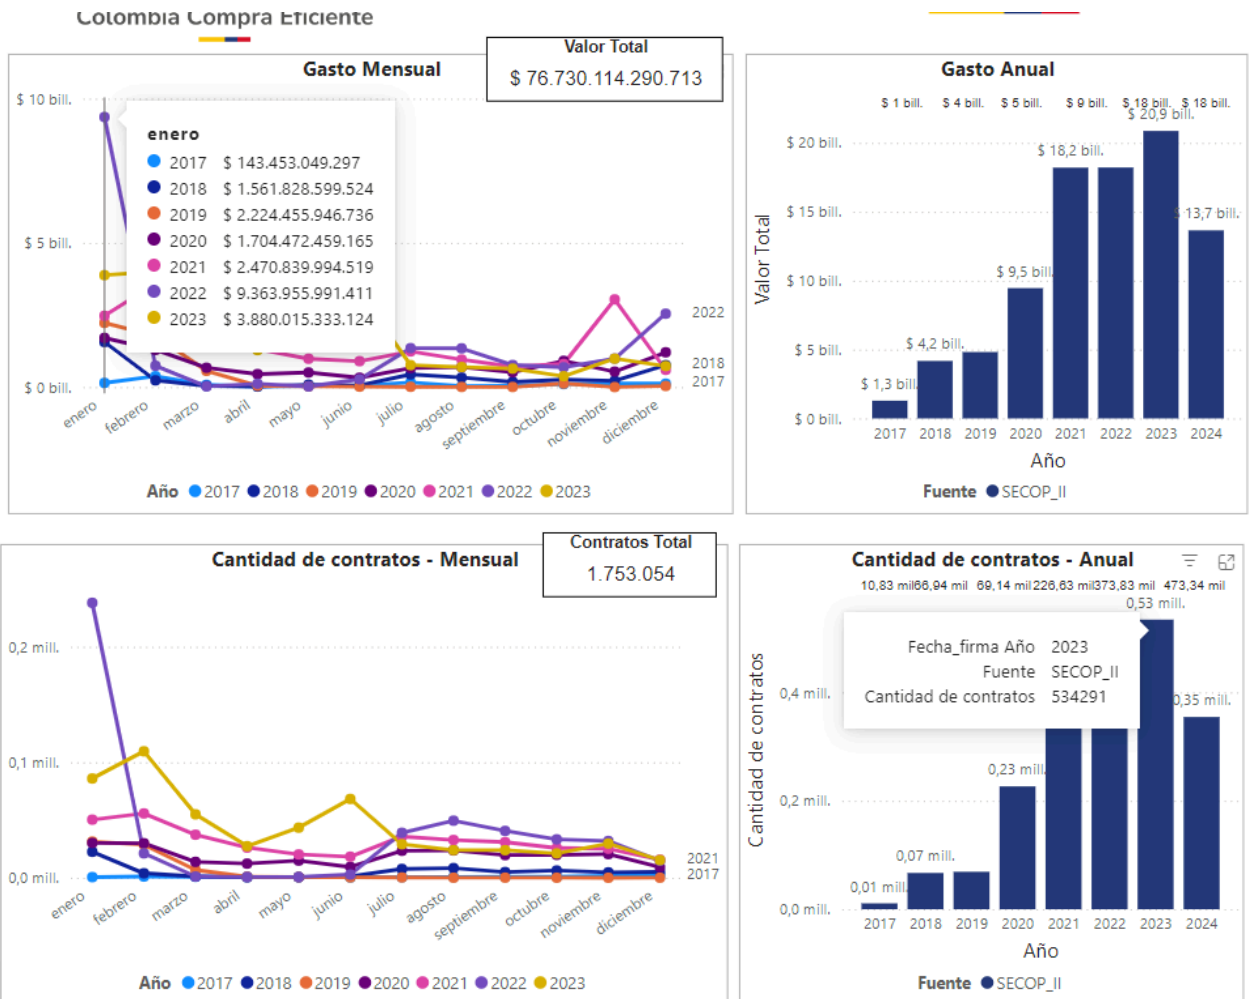 Colombia Compra Eficiente
Valor Total
$ 76.730.114.290.713
Gasto Mensual
$ 10 bill.
$ 5 bill.
$ 0 bill.
enero
2017 $ 143.453.049.297
2018 $ 1.561.828.599.524
2019 $ 2.224.455.946.736
2020 $ 1.704.472.459.165
2021 $ 2.470.839.994.519
2022 $ 9.363.955.991.411
2023 $ 3.880.015.333.124
2022
2018
2017
enero febrero marzo abril mayo junio julio agosto septiembre octubre noviembre diciembre
Año 2017 2018 2019 2020 2021 2022 2023
Gasto Anual
$ 1 bill. $ 4 bill. $ 5 bill. $ 9 bill. $ 18 bill. $ 18 bill.
$ 20,9 bill.
$ 20 bill.
$ 18,2 bill.
$ 15 bill.
$ 13,7 bill.
$ 10 bill.
$ 9,5 bill.
$ 5 bill.
$ 4,2 bill.
$ 1,3 bill.
$ 0 bill.
Valor Total
2017 2018 2019 2020 2021 2022 2023 2024
Año
Fuente SECOP_II
Contratos Total
1.753.054
Cantidad de contratos - Mensual
0,2 mill.
0,1 mill.
0,0 mill.
2021
2017
enero febrero marzo abril mayo junio julio agosto septiembre octubre noviembre diciembre
Año 2017 2018 2019 2020 2021 2022 2023
Cantidad de contratos - Anual
10,83 mil 66,94 mil 69,14 mil 226,63 mil 373,83 mil 473,34 mil
0,53 mill.
Fecha_firma Año 2023
Fuente SECOP_II
Cantidad de contratos 534291
0,4 mill.
0,35 mill.
0,23 mill.
0,2 mill.
0,07 mill.
0,01 mill.
0,0 mill.
Cantidad de contratos
2017 2018 2019 2020 2021 2022 2023 2024
Año
Fuente SECOP_II